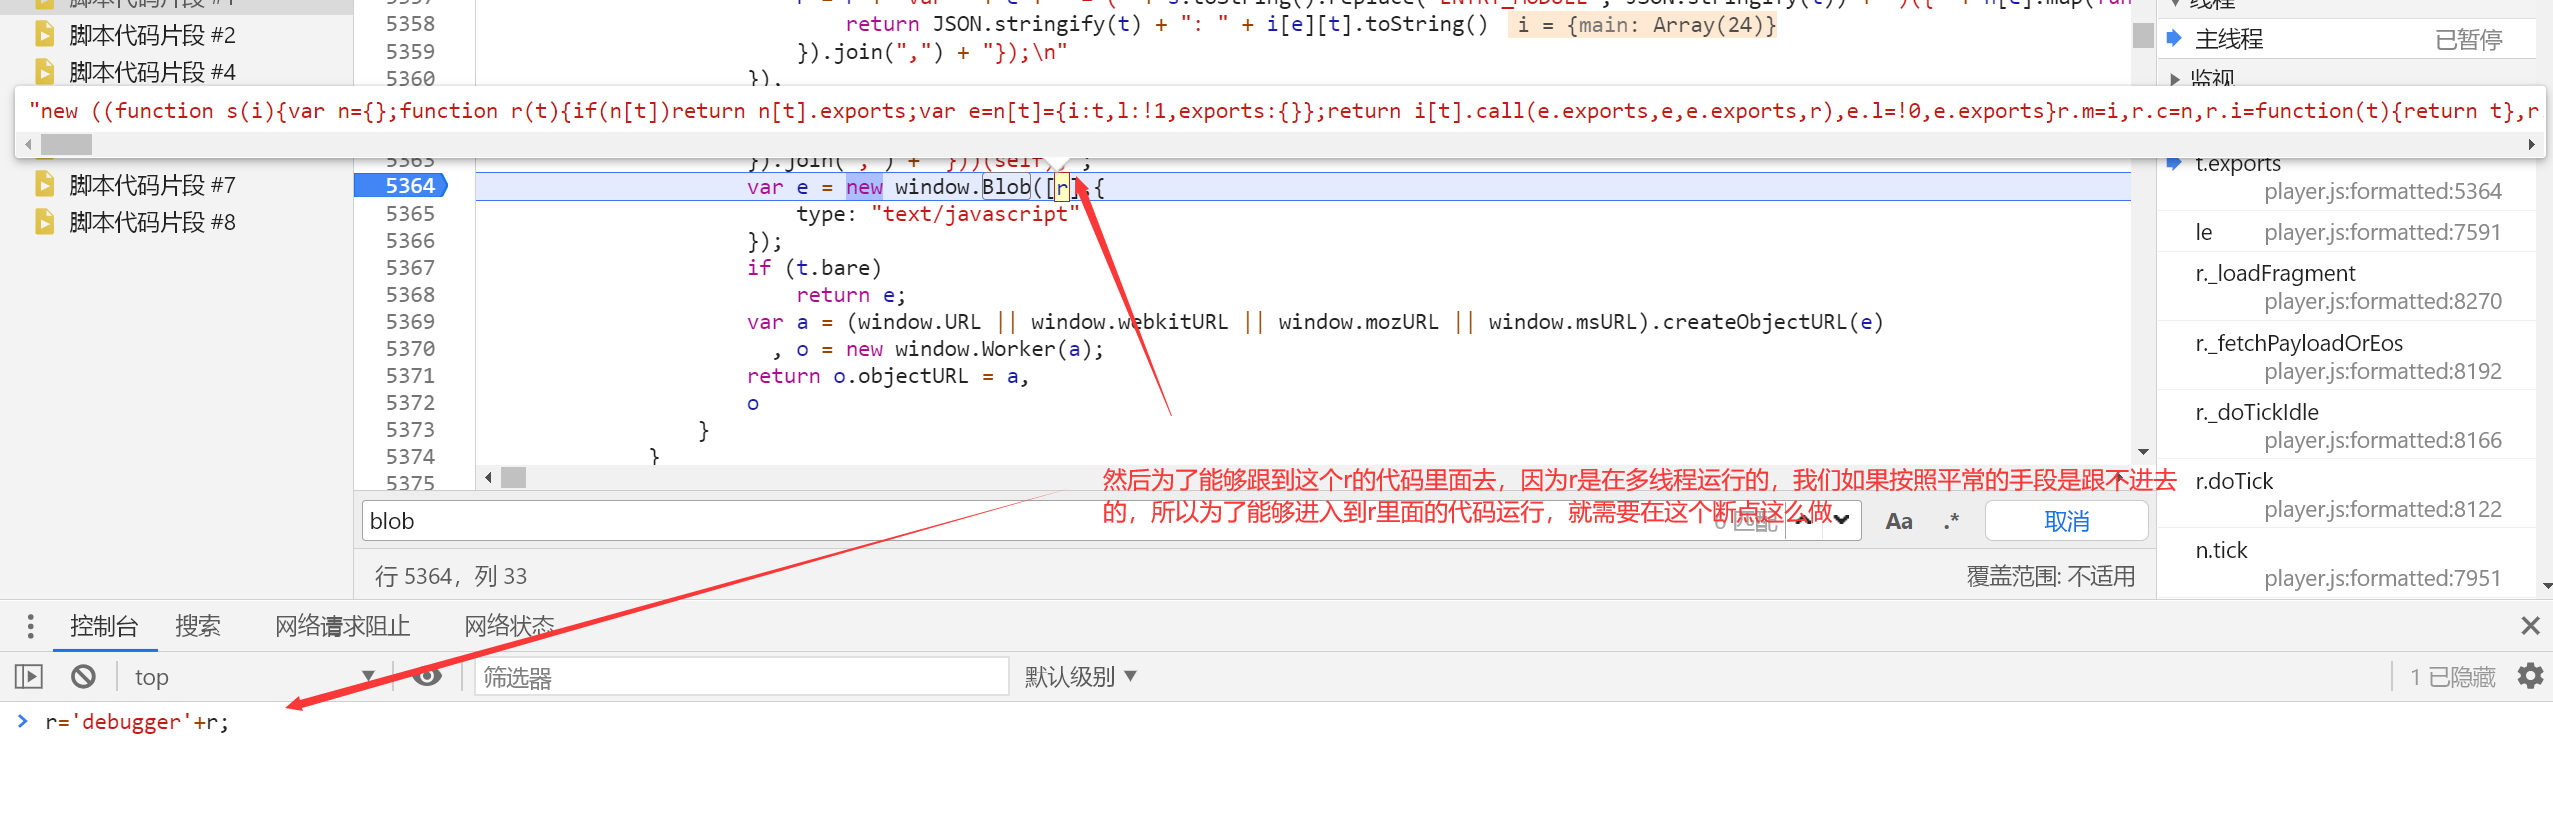 脚本代码片段 #2
脚本代码片段 #4
脚本代码片段 #7
脚本代码片段 #8
5358 return JSON.stringify(t) + ": " + i[e][t].toString() i = {main: Array(24)}
5359 }).join(",") + "});\n"
5360 }),
"new ((function s(i){var n={};function r(t){if(n[t])return n[t].exports;var e=n[t]={i:t,l:!1,exports:{}};return i[t].call(e.exports,e,e.exports,r),e.l=!0,e.exports}r.m=i,r.c=n,r.i=function(t){return t},r
5363 }).join(",") + "}))(self)";
5364 var e = new window.Blob([r],{
5365 type: "text/javascript"
5366 });
5367 if (t.bare)
5368 return e;
5369 var a = (window.URL || window.webkitURL || window.mozURL || window.msURL).createObjectURL(e)
5370 , o = new window.Worker(a);
5371 return o.objectURL = a,
5372 o
5373 }
5374 }
5375
然后为了能够跟到这个r的代码里面去，因为r是在多线程运行的，我们如果按照平常的手段是跟不进去
的，所以为了能够进入到r里面的代码运行，就需要在这个断点这么做
blob
0 匹配
Aa .* 取消
行 5364，列 33
覆盖范围: 不适用
线程
主线程 已暂停
监视
t.exports
player.js:formatted:5364
le player.js:formatted:7591
r._loadFragment
player.js:formatted:8270
r._fetchPayloadOrEos
player.js:formatted:8192
r._doTickIdle
player.js:formatted:8166
r.doTick
player.js:formatted:8122
n.tick
player.js:formatted:7951
控制台 搜索 网络请求阻止 网络状态
top 筛选器 默认级别 1 已隐藏
r='debugger'+r;